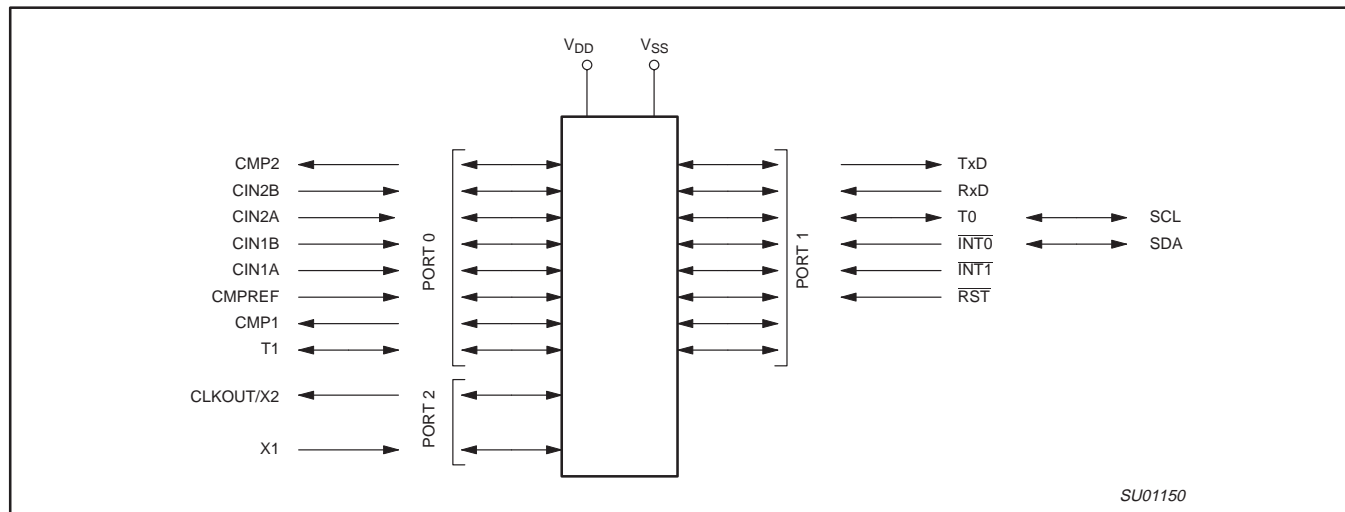 VDD VSS
CMP2 TxD
CIN2B RxD
CIN2A T0 SCL
CIN1B INT0 SDA
CIN1A INT1
CMPREF RST
CMP1
T1
PORT 0
PORT 1
CLKOUT/X2
X1
PORT 2
SU01150